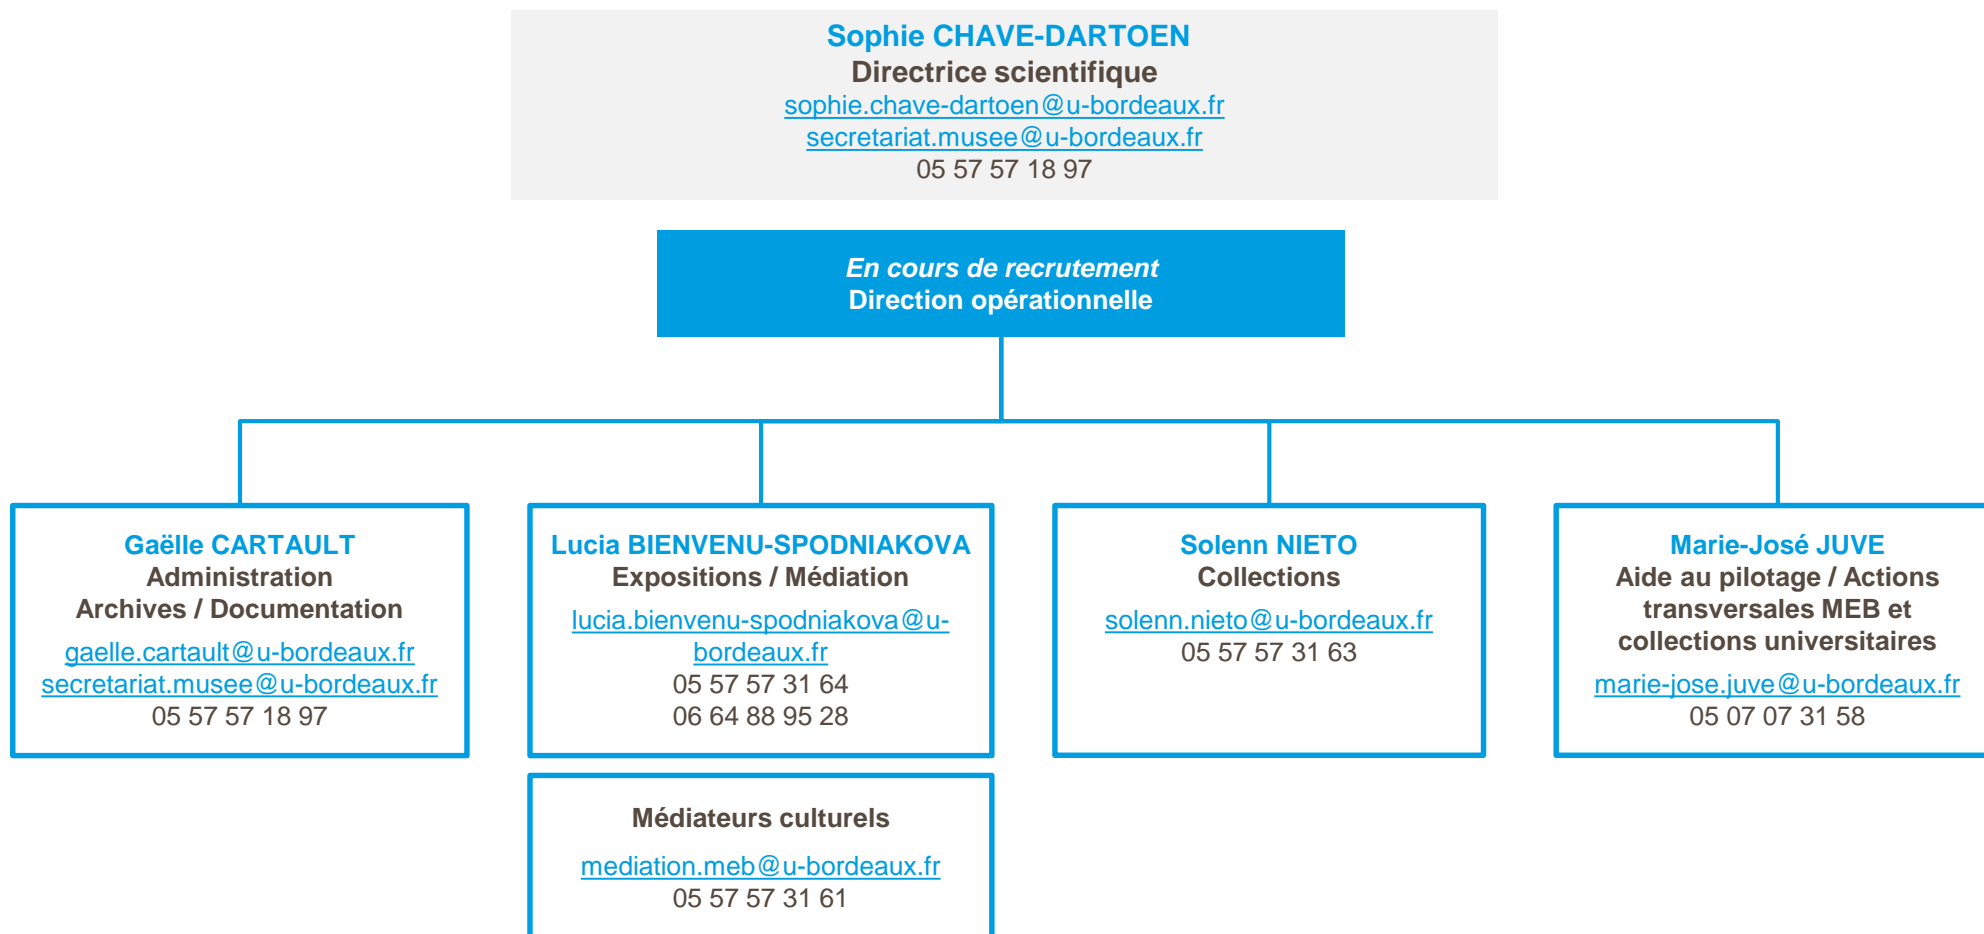 Sophie CHAVE-DARTOEN
Directrice scientifique
sophie.chave-dartoen@u-bordeaux.fr
secretariat.musee@u-bordeaux.fr
05 57 57 18 97
En cours de recrutement
Direction opérationnelle
Gaëlle CARTAULT
Administration
Archives / Documentation
gaelle.cartault@u-bordeaux.fr
secretariat.musee@u-bordeaux.fr
05 57 57 18 97
Lucia BIENVENU-SPODNIAKOVA
Expositions / Médiation
lucia.bienvenu-spodniakova@u-
bordeaux.fr
05 57 57 31 64
06 64 88 95 28
Médiateurs culturels
mediation.meb@u-bordeaux.fr
05 57 57 31 61
Solenn NIETO
Collections
solenn.nieto@u-bordeaux.fr
05 57 57 31 63
Marie-José JUVE
Aide au pilotage / Actions
transversales MEB et
collections universitaires
marie-jose.juve@u-bordeaux.fr
05 07 07 31 58